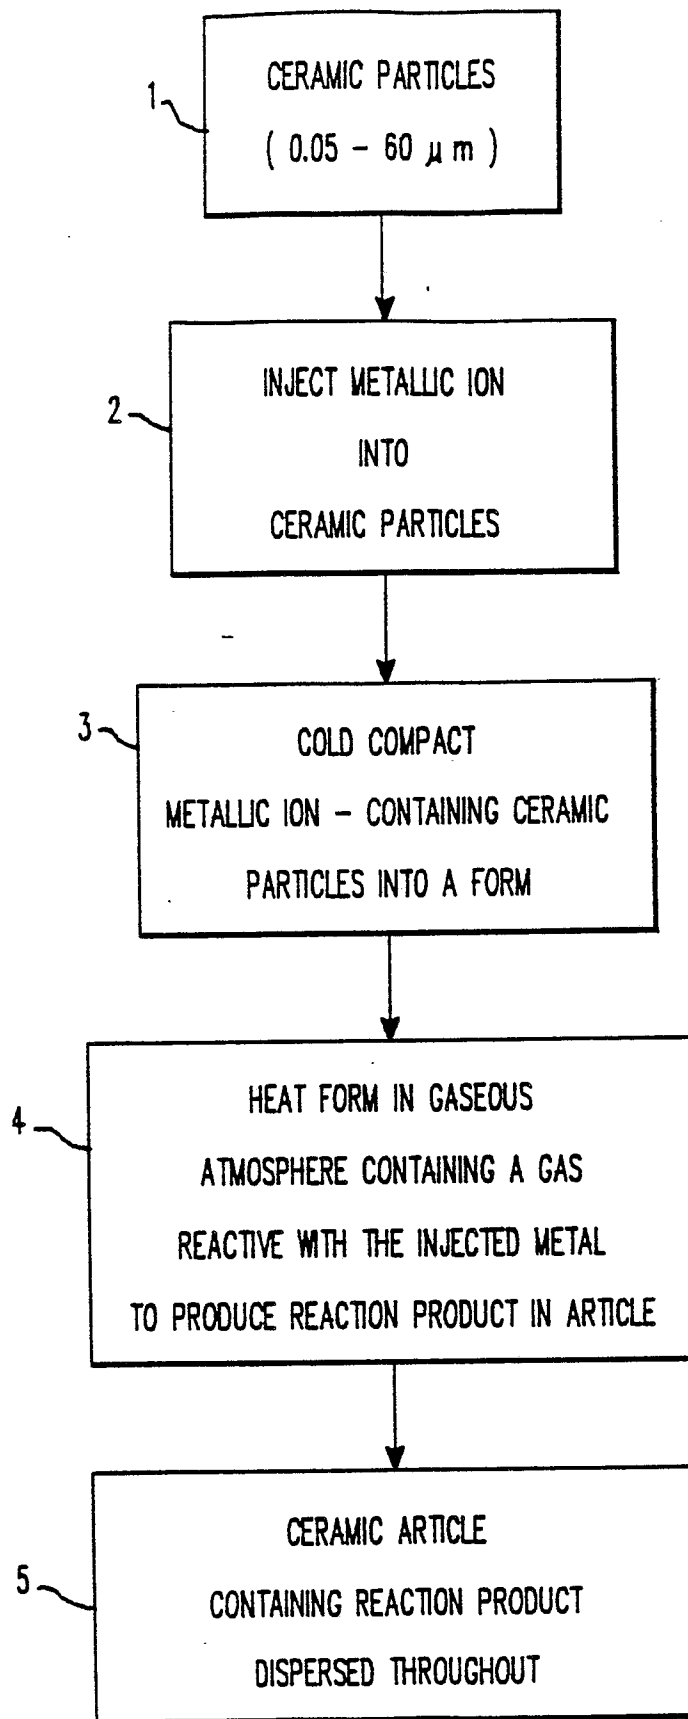 1
CERAMIC PARTICLES
( 0.05 - 60 μm )
2
INJECT METALLIC ION
INTO
CERAMIC PARTICLES
3
COLD COMPACT
METALLIC ION - CONTAINING CERAMIC
PARTICLES INTO A FORM
4
HEAT FORM IN GASEOUS
ATMOSPHERE CONTAINING A GAS
REACTIVE WITH THE INJECTED METAL
TO PRODUCE REACTION PRODUCT IN ARTICLE
5
CERAMIC ARTICLE
CONTAINING REACTION PRODUCT
DISPERSED THROUGHOUT